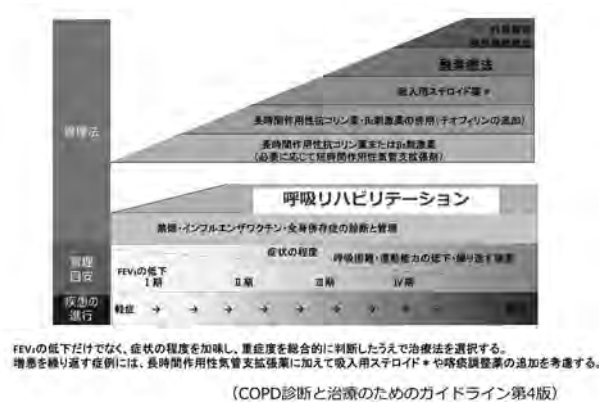 外科療法
換気補助療法
酸素療法
吸入用ステロイド薬*
長時間作用性抗コリン薬・β₂刺激薬の併用(テオフィリンの追加)
長時間作用性抗コリン薬またはβ₂刺激薬
(必要に応じて短時間作用性気管支拡張剤)
管理法
呼吸リハビリテーション
禁煙・インフルエンザワクチン・全身併存症の診断と管理
管理
目安
症状の程度
呼吸困難・運動能力の低下・繰り返す増悪
FEV₁の低下
I 期
II 期
III 期
IV 期
疾患の
進行
軽症 → → → → → → → →
FEV₁の低下だけでなく、症状の程度を加味し、重症度を総合的に判断したうえで治療法を選択する。
増悪を繰り返す症例には、長時間作用性気管支拡張薬に加えて吸入用ステロイド*や喀痰調整薬の追加を考慮する。
(COPD診断と治療のためのガイドライン第4版)